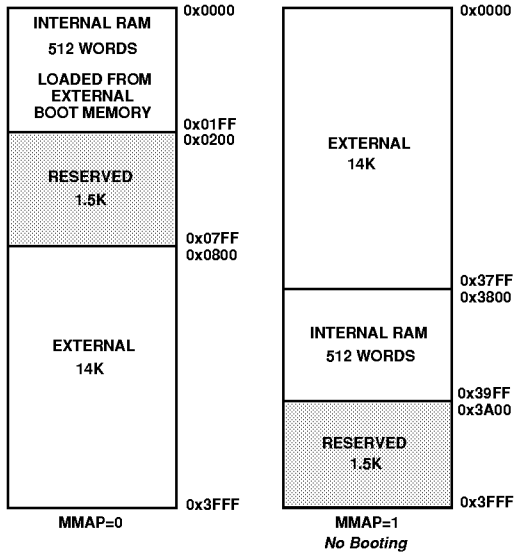 0x0000
INTERNAL RAM
512 WORDS
LOADED FROM
EXTERNAL
BOOT MEMORY
0x01FF
0x0200
RESERVED
1.5K
0x07FF
0x0800
EXTERNAL
14K
0x3FFF
MMAP=0
0x0000
EXTERNAL
14K
0x37FF
0x3800
INTERNAL RAM
512 WORDS
0x39FF
0x3A00
RESERVED
1.5K
0x3FFF
MMAP=1
No Booting